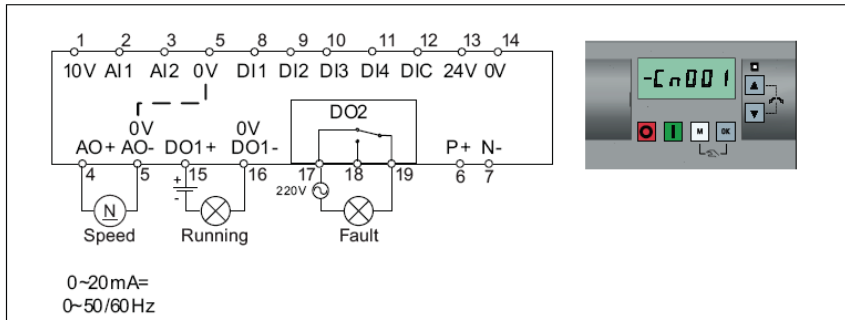 1 2 3 5 8 9 10 11 12 13 14
10V AI1 AI2 0V DI1 DI2 DI3 DI4 DIC 24V 0V
DO2
0V 0V
AO+ AO- DO1+ DO1- P+ N-
4 5 15 16 17 18 19 6 7
+
-
220V
N
Speed Running Fault
0~20mA=
0~50/60Hz
-Cn001
M OK